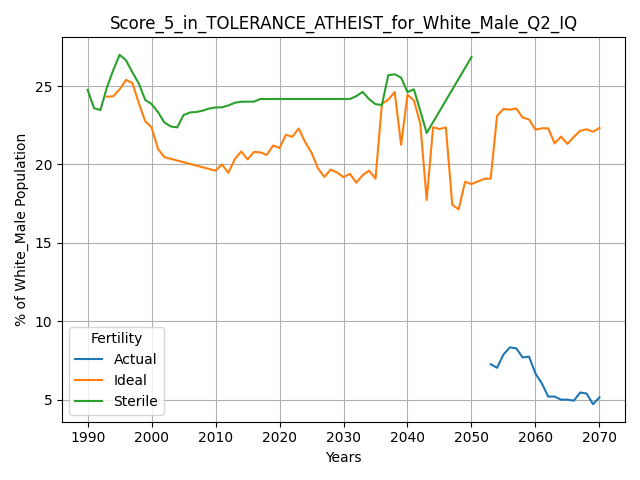 Score_5_in_TOLERANCE_ATHEIST_for_White_Male_Q2_IQ
% of White_Male Population
25
20
15
10
5
Fertility
Actual
Ideal
Sterile
1990 2000 2010 2020 2030 2040 2050 2060 2070
Years